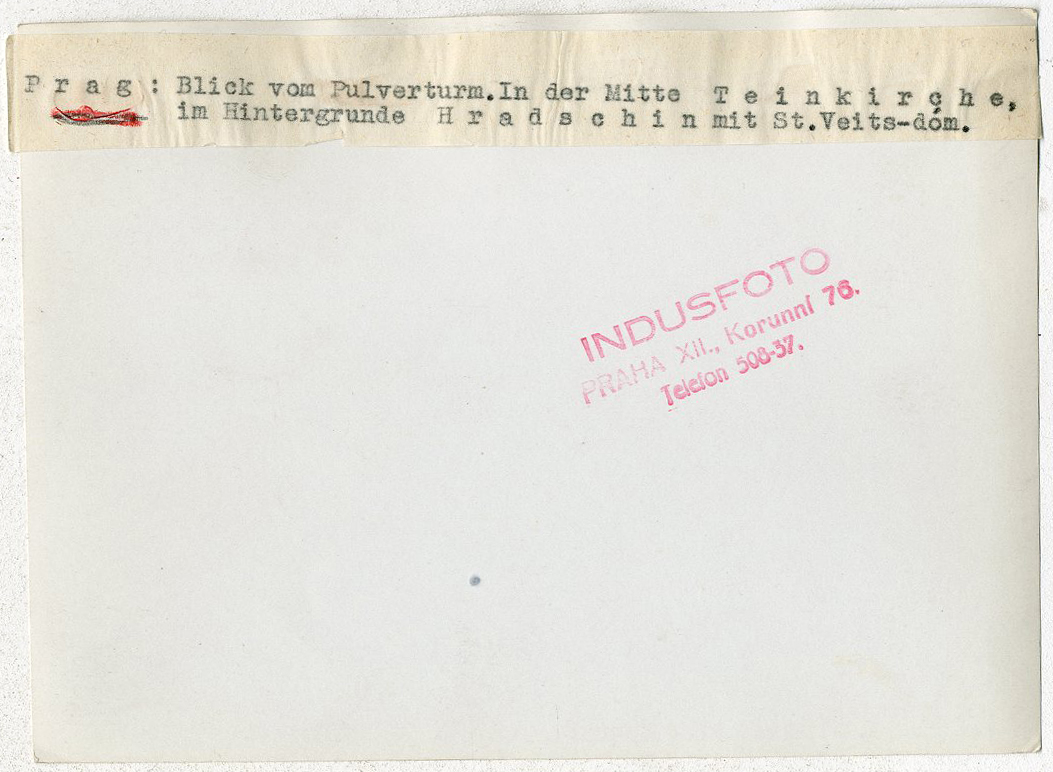 P r a g : Blick vom Pulverturm.In der Mitte T e i n k i r c h e,
im Hintergrunde H r a d s c h i n mit St.Veits-dom.
INDUSFOTO
PRAHA XII., Korunní 76.
Telefon 508-37.